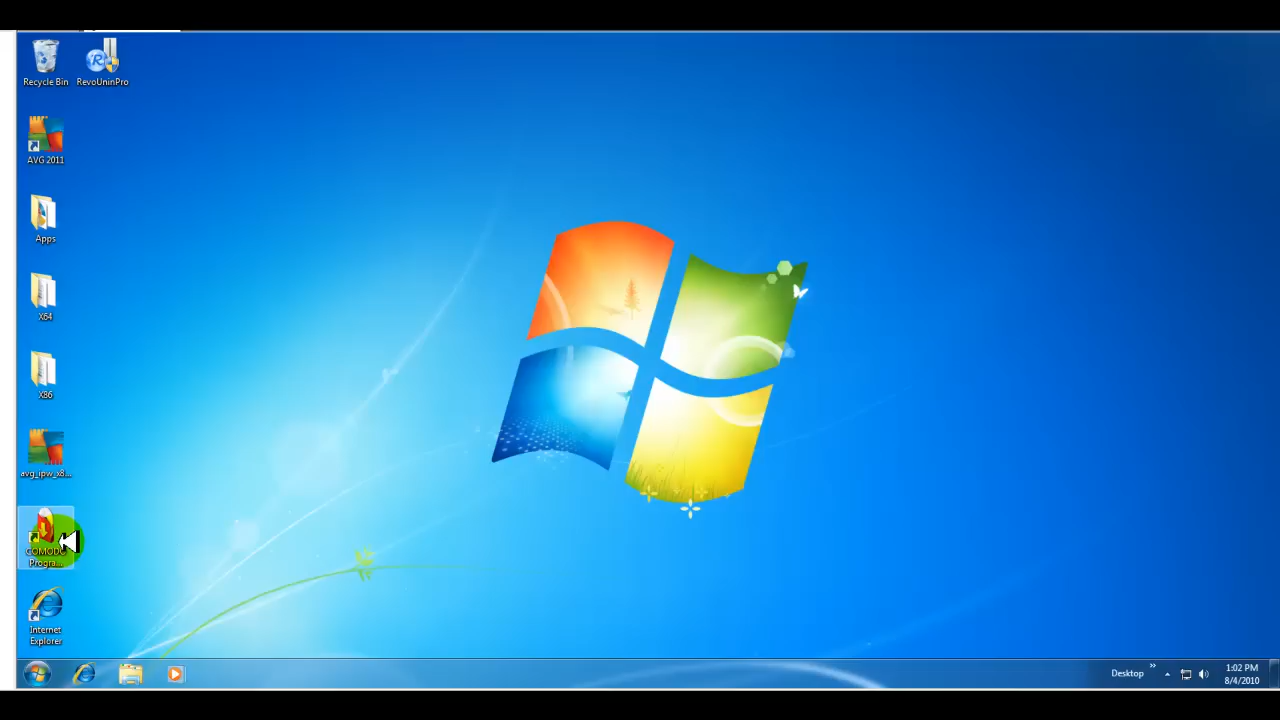 Recycle Bin
RevoUninPro
AVG 2011
Apps
X64
X86
avg_ipw_x8...
COMODO
Progra...
Internet
Explorer
Desktop
1:02 PM
8/4/2010